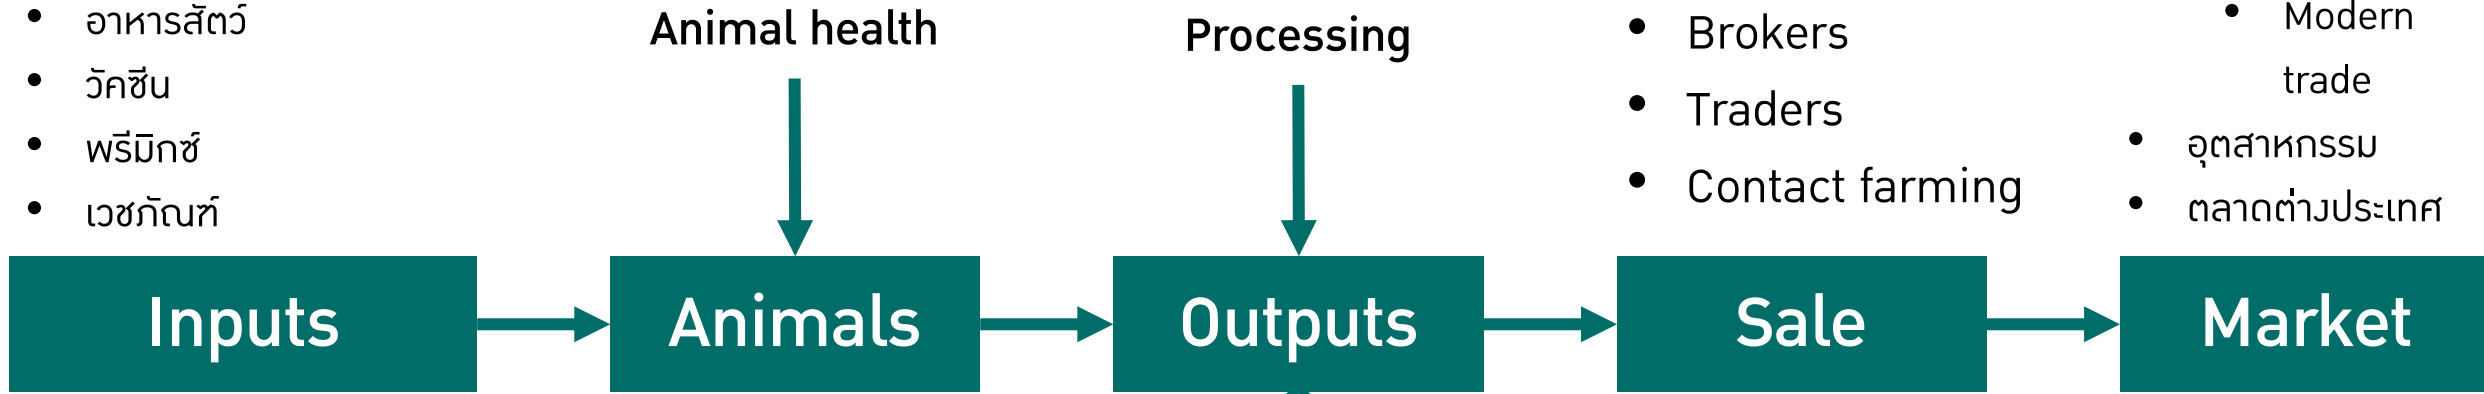 • อาหารสัตว์
• วัคซีน
• พรีมิกซ์
• เวชภัณฑ์
Animal health
Processing
• Brokers
• Traders
• Contact farming
• Modern
trade
• อุตสาหกรรม
• ตลาดต่างประเทศ
Inputs
Animals
Outputs
Sale
Market